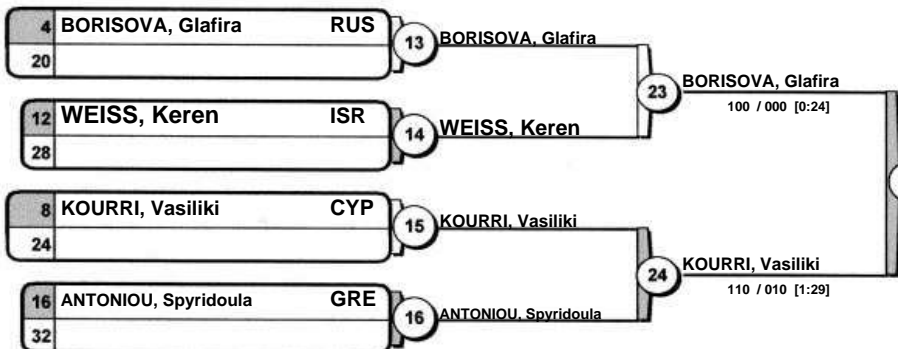 4 BORISOVA, Glafira RUS
20
13 BORISOVA, Glafira
12 WEISS, Keren ISR
28
14 WEISS, Keren
23 BORISOVA, Glafira
100 / 000 [0:24]
8 KOURRI, Vasiliki CYP
24
15 KOURRI, Vasiliki
16 ANTONIOU, Spyridoula GRE
32
16 ANTONIOU, Spyridoula
24 KOURRI, Vasiliki
110 / 010 [1:29]